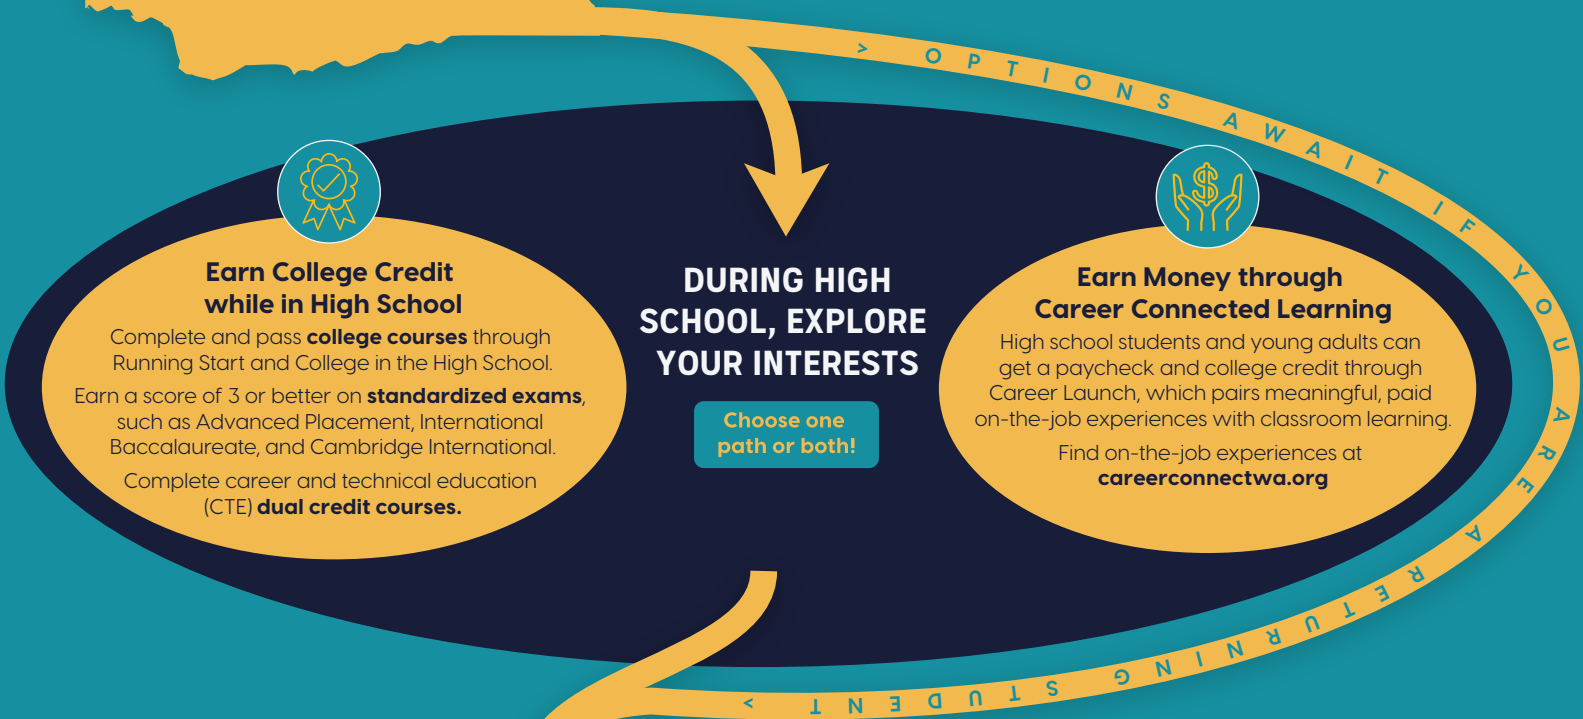 > OPTIONS AWAIT IF YOU ARE A RETURNING STUDENT >
Earn College Credit
while in High School
Complete and pass college courses through
Running Start and College in the High School.
Earn a score of 3 or better on standardized exams,
such as Advanced Placement, International
Baccalaureate, and Cambridge International.
Complete career and technical education
(CTE) dual credit courses.
DURING HIGH
SCHOOL, EXPLORE
YOUR INTERESTS
Choose one
path or both!
$
Earn Money through
Career Connected Learning
High school students and young adults can
get a paycheck and college credit through
Career Launch, which pairs meaningful, paid
on-the-job experiences with classroom learning.
Find on-the-job experiences at
careerconnectwa.org